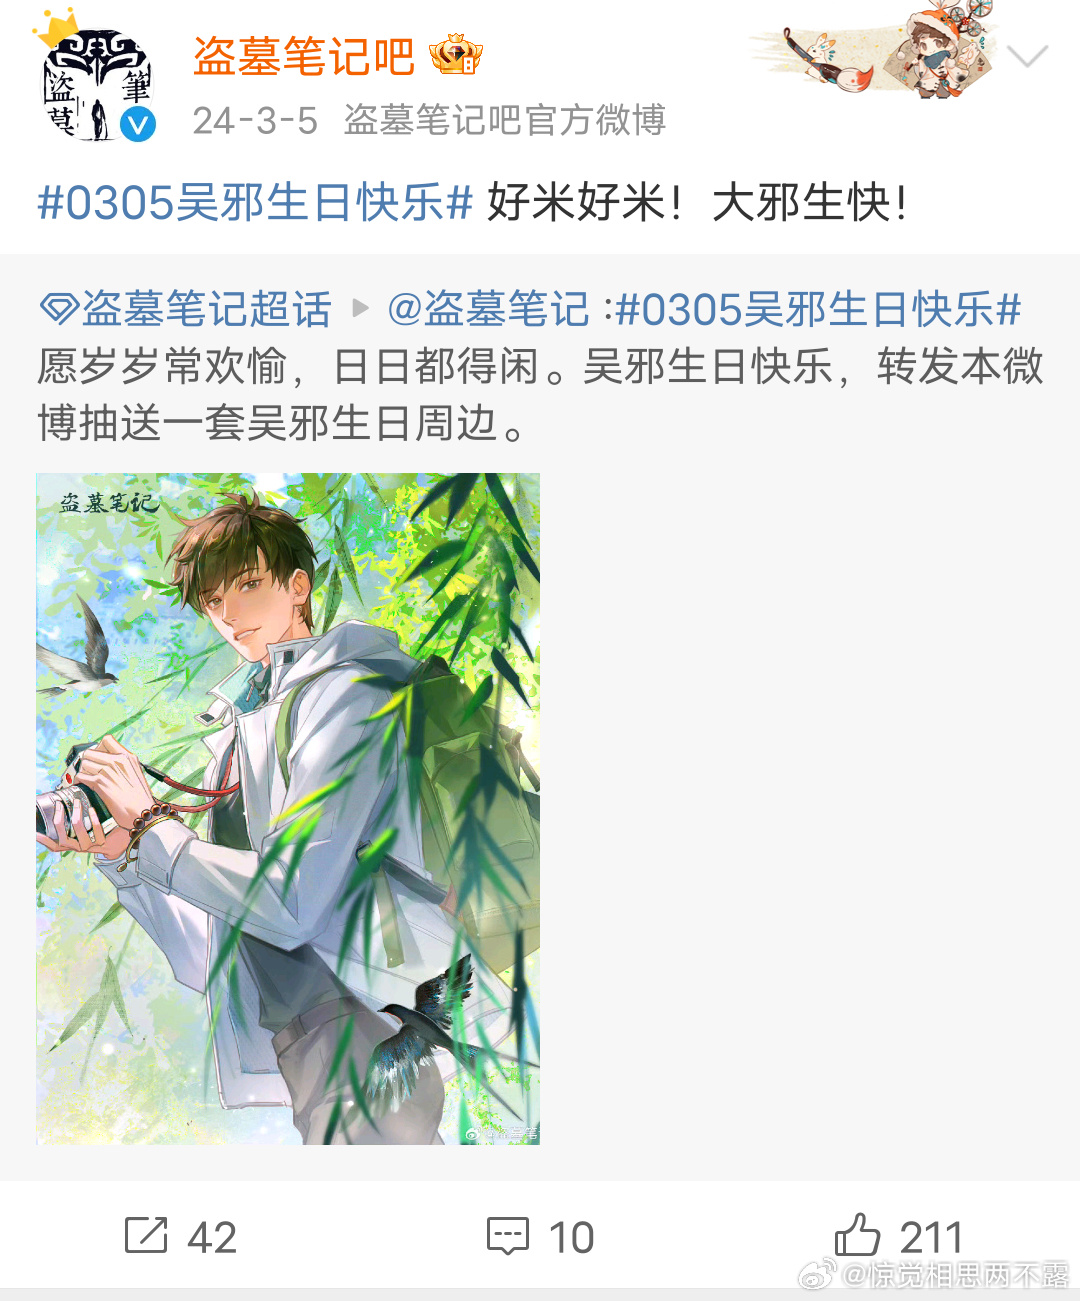 盗墓筆
盗墓笔记吧
24-3-5 盗墓笔记吧官方微博
#0305吴邪生日快乐# 好米好米！大邪生快！
盗墓笔记超话 ▸ @盗墓笔记 :#0305吴邪生日快乐#
愿岁岁常欢愉，日日都得闲。吴邪生日快乐，转发本微
博抽送一套吴邪生日周边。
盗墓笔记
42 10 211
@惊觉相思两不露